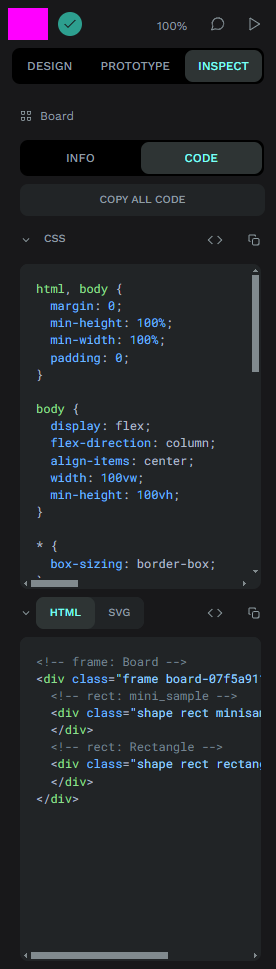 100%
DESIGN PROTOTYPE INSPECT
Board
INFO CODE
COPY ALL CODE
CSS
html, body {
  margin: 0;
  min-height: 100%;
  min-width: 100%;
  padding: 0;
}
body {
  display: flex;
  flex-direction: column;
  align-items: center;
  width: 100vw;
  min-height: 100vh;
}
* {
  box-sizing: border-box;
HTML SVG
<!-- frame: Board -->
<div class="frame board-07f5a91
  <!-- rect: mini_sample -->
  <div class="shape rect minisa
  </div>
  <!-- rect: Rectangle -->
  <div class="shape rect rectan
  </div>
</div>